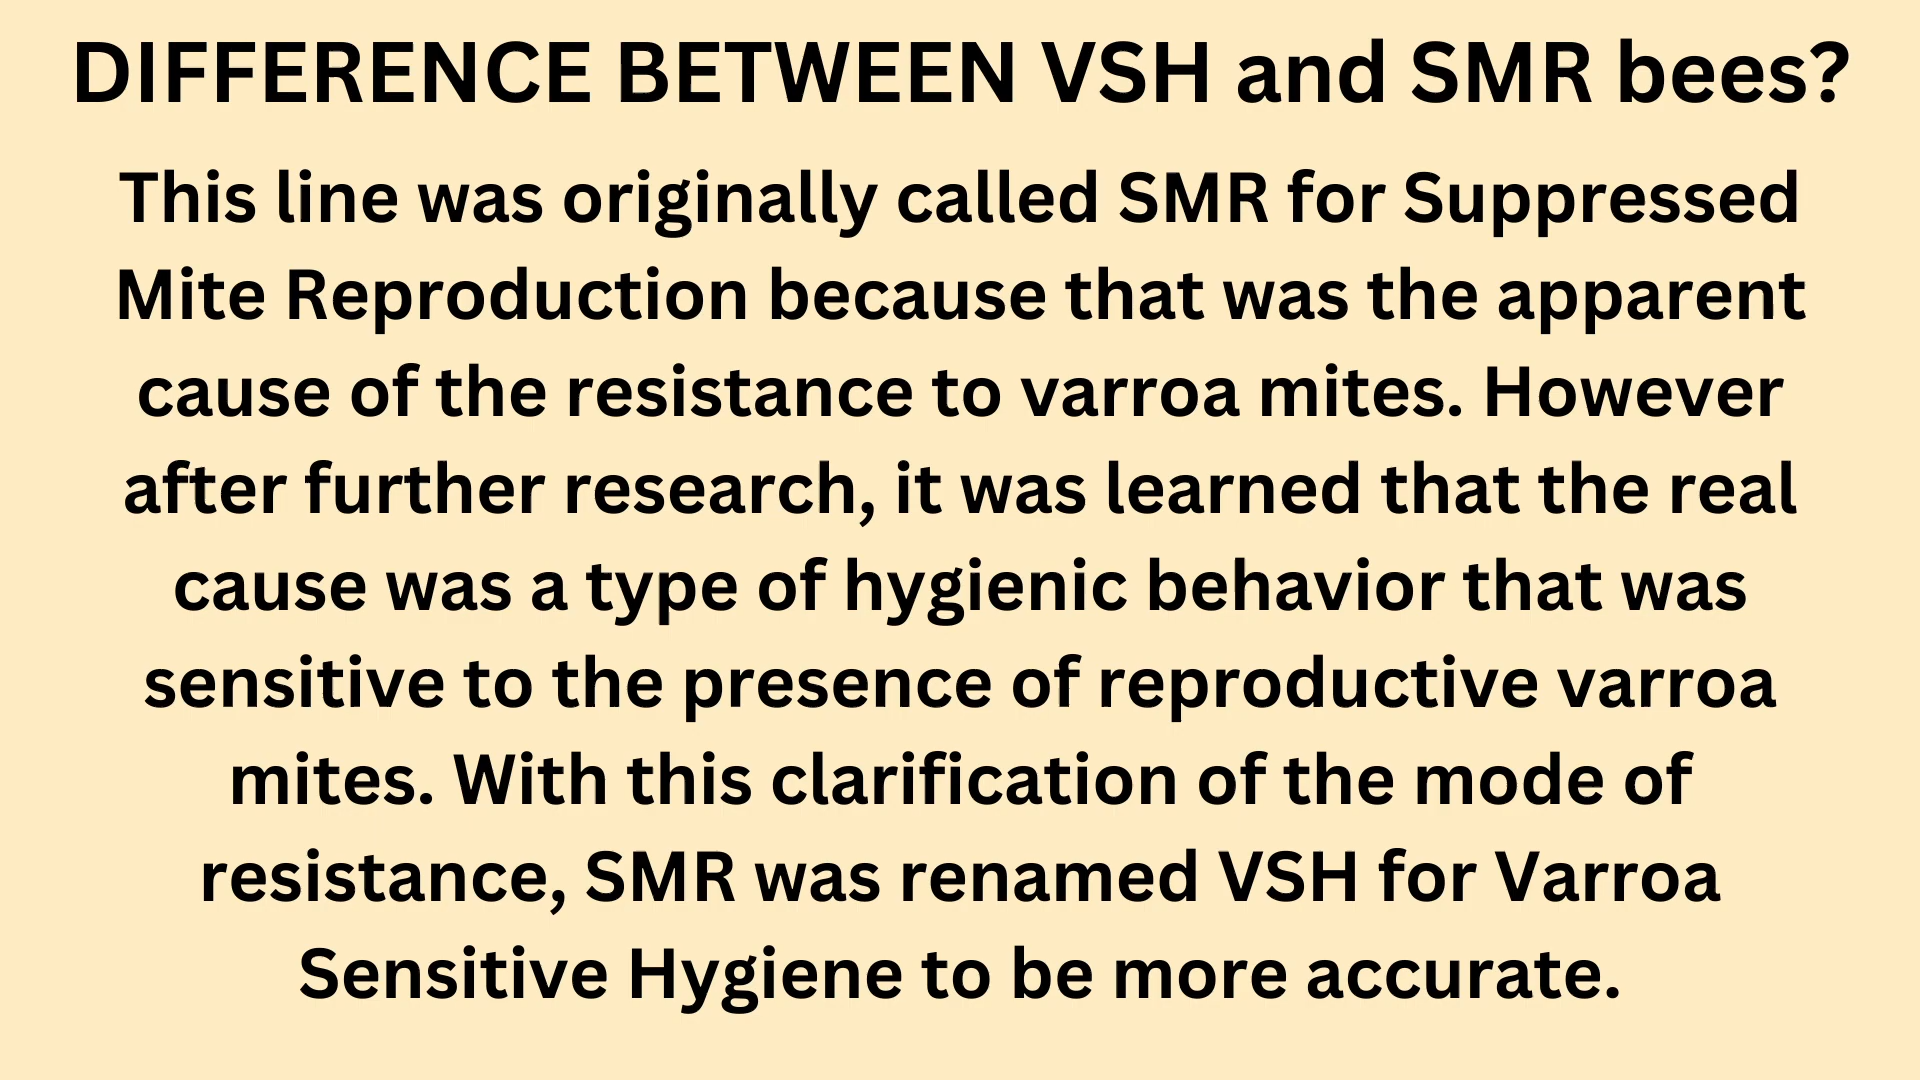 DIFFERENCE BETWEEN VSH and SMR bees?
This line was originally called SMR for Suppressed
Mite Reproduction because that was the apparent
cause of the resistance to varroa mites. However
after further research, it was learned that the real
cause was a type of hygienic behavior that was
sensitive to the presence of reproductive varroa
mites. With this clarification of the mode of
resistance, SMR was renamed VSH for Varroa
Sensitive Hygiene to be more accurate.